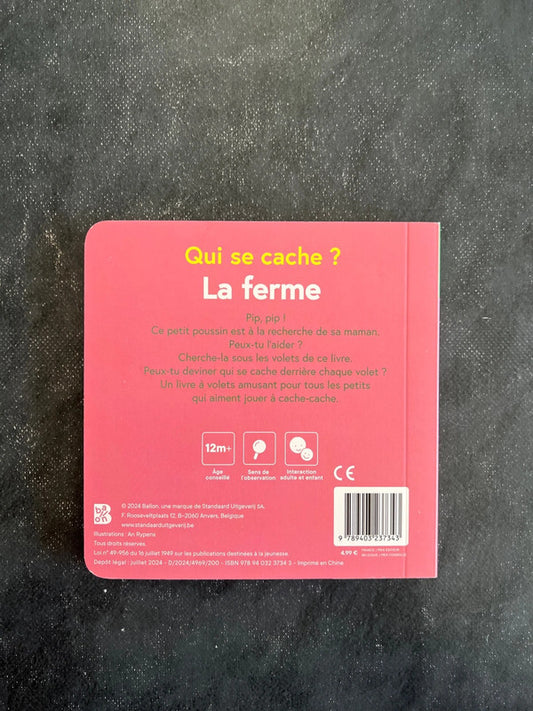 Qui se cache ?
La ferme
Pip, pip !
Ce petit poussin est à la recherche de sa maman.
Peux-tu l'aider ?
Cherche-la sous les volets de ce livre.
Peux-tu deviner qui se cache derrière chaque volet ?
Un livre à volets amusant pour tous les petits
qui aiment jouer à cache-cache.
12m+
Âge conseillé
Sens de l'observation
Interaction adulte et enfant
CE
© 2024 Ballon, une marque de Standaard Uitgeverij SA,
F. Rooseveltplaats 12, B-2060 Anvers, Belgique
www.standaarduitgeverij.be
Illustrations : An Rypens
Tous droits réservés.
Loi n° 49-956 du 16 juillet 1949 sur les publications destinées à la jeunesse.
Dépôt légal : juillet 2024 - D/2024/4969/200 - ISBN 978 94 032 3734 3 - Imprimé en Chine
9 789403 237343
4,99 €